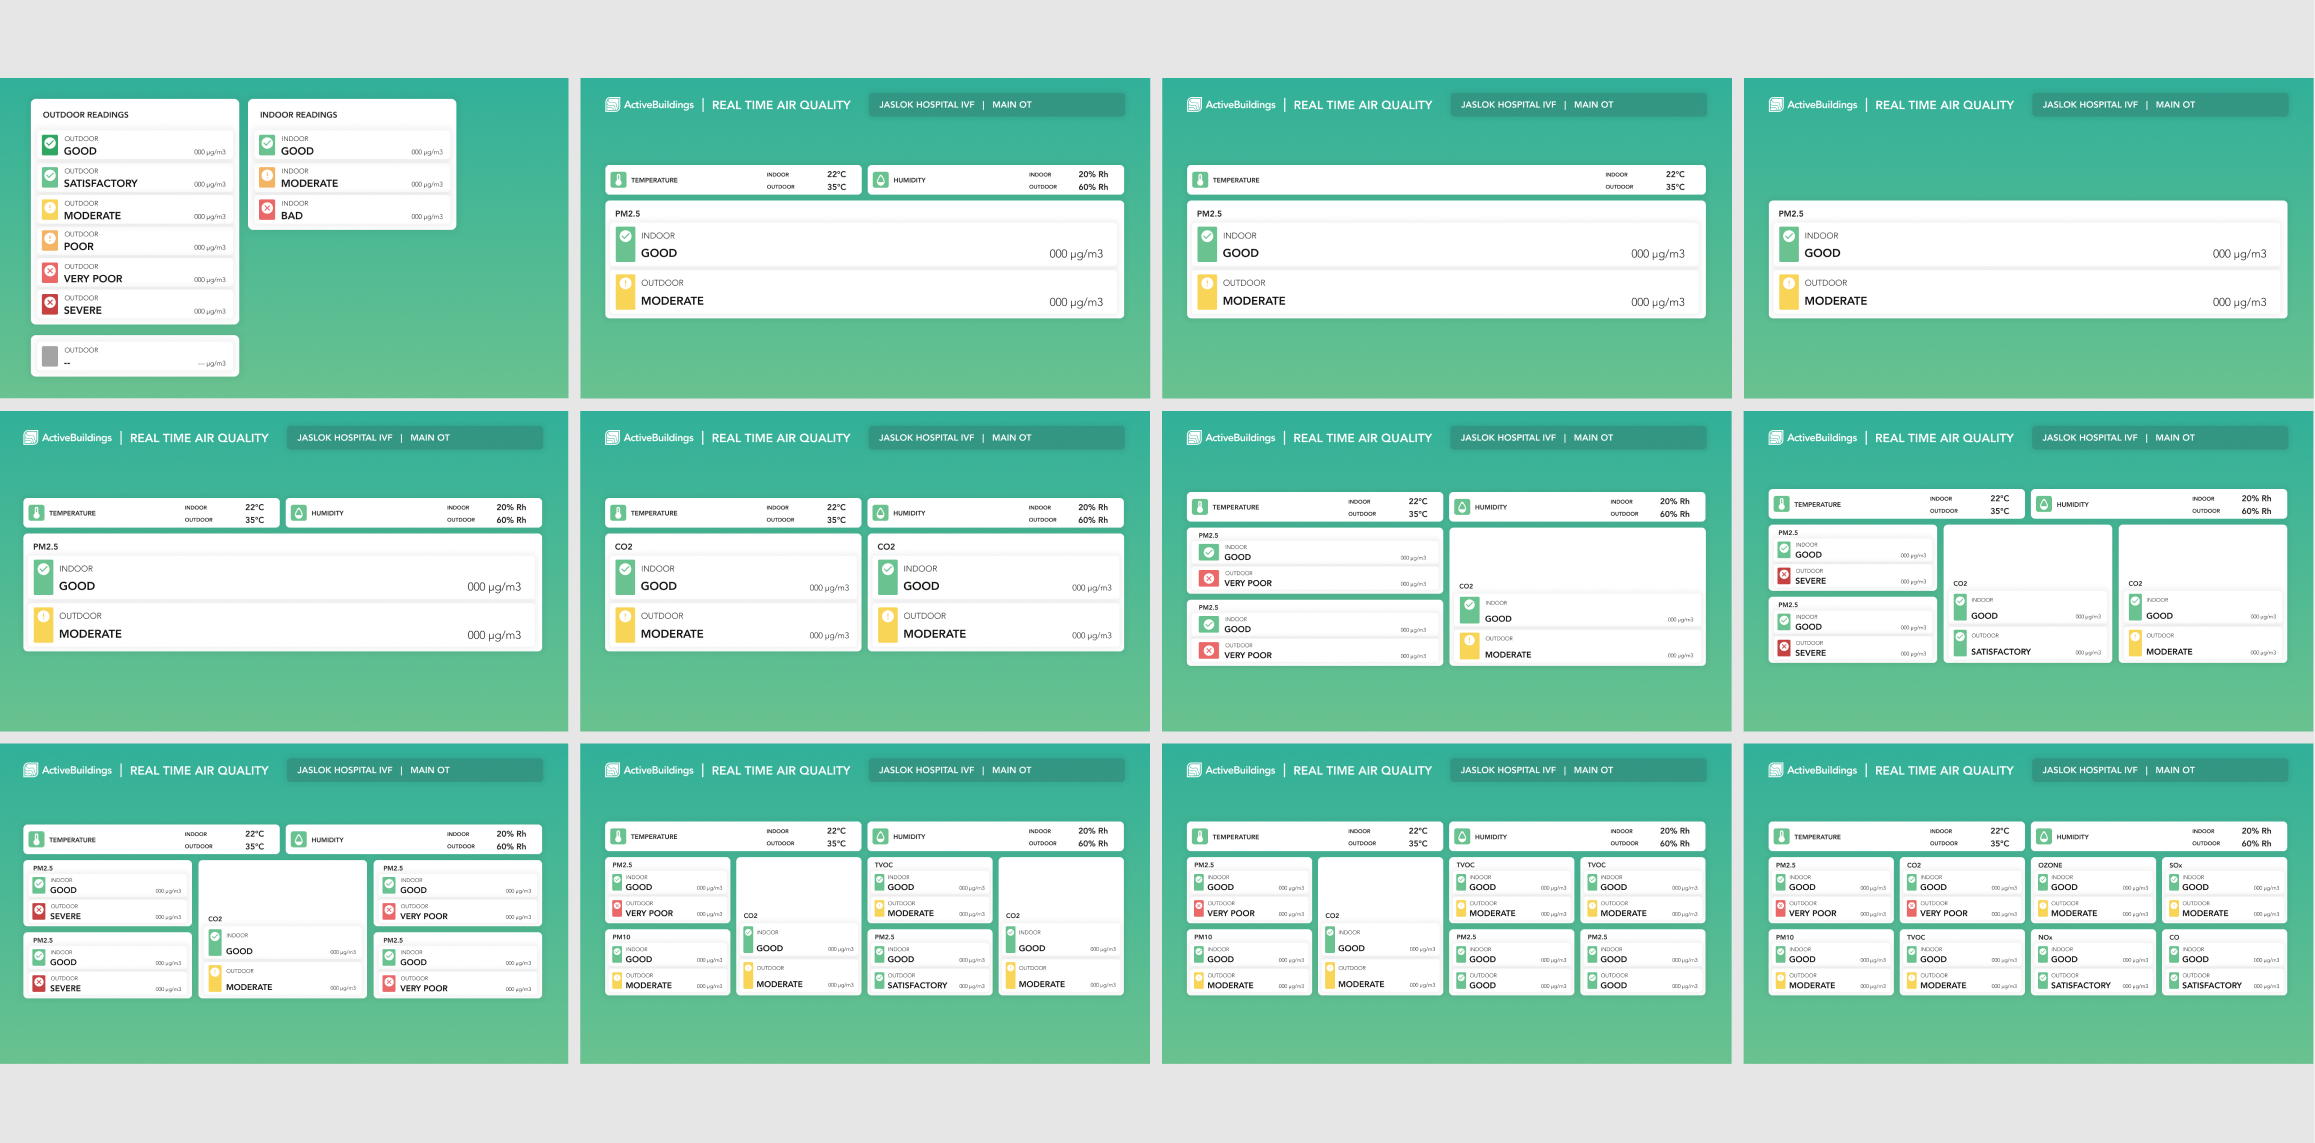 OUTDOOR READINGS
OUTDOOR
GOOD 000 µg/m3
OUTDOOR
SATISFACTORY 000 µg/m3
OUTDOOR
MODERATE 000 µg/m3
OUTDOOR
POOR 000 µg/m3
OUTDOOR
VERY POOR 000 µg/m3
OUTDOOR
SEVERE 000 µg/m3
OUTDOOR
-- --- µg/m3
INDOOR READINGS
INDOOR
GOOD 000 µg/m3
INDOOR
MODERATE 000 µg/m3
INDOOR
BAD 000 µg/m3
ActiveBuildings | REAL TIME AIR QUALITY JASLOK HOSPITAL IVF | MAIN OT
TEMPERATURE INDOOR 22°C
OUTDOOR 35°C
HUMIDITY INDOOR 20% Rh
OUTDOOR 60% Rh
PM2.5
INDOOR
GOOD 000 µg/m3
OUTDOOR
MODERATE 000 µg/m3
ActiveBuildings | REAL TIME AIR QUALITY JASLOK HOSPITAL IVF | MAIN OT
TEMPERATURE INDOOR 22°C
OUTDOOR 35°C
PM2.5
INDOOR
GOOD 000 µg/m3
OUTDOOR
MODERATE 000 µg/m3
ActiveBuildings | REAL TIME AIR QUALITY JASLOK HOSPITAL IVF | MAIN OT
PM2.5
INDOOR
GOOD 000 µg/m3
OUTDOOR
MODERATE 000 µg/m3
ActiveBuildings | REAL TIME AIR QUALITY JASLOK HOSPITAL IVF | MAIN OT
TEMPERATURE INDOOR 22°C
OUTDOOR 35°C
HUMIDITY INDOOR 20% Rh
OUTDOOR 60% Rh
PM2.5
INDOOR
GOOD 000 µg/m3
OUTDOOR
MODERATE 000 µg/m3
ActiveBuildings | REAL TIME AIR QUALITY JASLOK HOSPITAL IVF | MAIN OT
TEMPERATURE INDOOR 22°C
OUTDOOR 35°C
HUMIDITY INDOOR 20% Rh
OUTDOOR 60% Rh
CO2
INDOOR
GOOD 000 µg/m3
OUTDOOR
MODERATE 000 µg/m3
CO2
INDOOR
GOOD 000 µg/m3
OUTDOOR
MODERATE 000 µg/m3
ActiveBuildings | REAL TIME AIR QUALITY JASLOK HOSPITAL IVF | MAIN OT
TEMPERATURE INDOOR 22°C
OUTDOOR 35°C
HUMIDITY INDOOR 20% Rh
OUTDOOR 60% Rh
PM2.5
INDOOR
GOOD 000 µg/m3
OUTDOOR
VERY POOR 000 µg/m3
PM2.5
INDOOR
GOOD 000 µg/m3
OUTDOOR
VERY POOR 000 µg/m3
CO2
INDOOR
GOOD 000 µg/m3
OUTDOOR
MODERATE 000 µg/m3
ActiveBuildings | REAL TIME AIR QUALITY JASLOK HOSPITAL IVF | MAIN OT
TEMPERATURE INDOOR 22°C
OUTDOOR 35°C
HUMIDITY INDOOR 20% Rh
OUTDOOR 60% Rh
PM2.5
INDOOR
GOOD 000 µg/m3
OUTDOOR
SEVERE 000 µg/m3
PM2.5
INDOOR
GOOD 000 µg/m3
OUTDOOR
SEVERE 000 µg/m3
CO2
INDOOR
GOOD 000 µg/m3
OUTDOOR
SATISFACTORY 000 µg/m3
CO2
INDOOR
GOOD 000 µg/m3
OUTDOOR
MODERATE 000 µg/m3
ActiveBuildings | REAL TIME AIR QUALITY JASLOK HOSPITAL IVF | MAIN OT
TEMPERATURE INDOOR 22°C
OUTDOOR 35°C
HUMIDITY INDOOR 20% Rh
OUTDOOR 60% Rh
PM2.5
INDOOR
GOOD 000 µg/m3
OUTDOOR
SEVERE 000 µg/m3
PM2.5
INDOOR
GOOD 000 µg/m3
OUTDOOR
SEVERE 000 µg/m3
CO2
INDOOR
GOOD 000 µg/m3
OUTDOOR
MODERATE 000 µg/m3
PM2.5
INDOOR
GOOD 000 µg/m3
OUTDOOR
VERY POOR 000 µg/m3
PM2.5
INDOOR
GOOD 000 µg/m3
OUTDOOR
VERY POOR 000 µg/m3
ActiveBuildings | REAL TIME AIR QUALITY JASLOK HOSPITAL IVF | MAIN OT
TEMPERATURE INDOOR 22°C
OUTDOOR 35°C
HUMIDITY INDOOR 20% Rh
OUTDOOR 60% Rh
PM2.5
INDOOR
GOOD 000 µg/m3
OUTDOOR
VERY POOR 000 µg/m3
PM10
INDOOR
GOOD 000 µg/m3
OUTDOOR
MODERATE 000 µg/m3
CO2
INDOOR
GOOD 000 µg/m3
OUTDOOR
MODERATE 000 µg/m3
TVOC
INDOOR
GOOD 000 µg/m3
OUTDOOR
MODERATE 000 µg/m3
PM2.5
INDOOR
GOOD 000 µg/m3
OUTDOOR
SATISFACTORY 000 µg/m3
CO2
INDOOR
GOOD 000 µg/m3
OUTDOOR
MODERATE 000 µg/m3
ActiveBuildings | REAL TIME AIR QUALITY JASLOK HOSPITAL IVF | MAIN OT
TEMPERATURE INDOOR 22°C
OUTDOOR 35°C
HUMIDITY INDOOR 20% Rh
OUTDOOR 60% Rh
PM2.5
INDOOR
GOOD 000 µg/m3
OUTDOOR
VERY POOR 000 µg/m3
PM10
INDOOR
GOOD 000 µg/m3
OUTDOOR
MODERATE 000 µg/m3
CO2
INDOOR
GOOD 000 µg/m3
OUTDOOR
MODERATE 000 µg/m3
TVOC
INDOOR
GOOD 000 µg/m3
OUTDOOR
MODERATE 000 µg/m3
PM2.5
INDOOR
GOOD 000 µg/m3
OUTDOOR
GOOD 000 µg/m3
TVOC
INDOOR
GOOD 000 µg/m3
OUTDOOR
MODERATE 000 µg/m3
PM2.5
INDOOR
GOOD 000 µg/m3
OUTDOOR
GOOD 000 µg/m3
ActiveBuildings | REAL TIME AIR QUALITY JASLOK HOSPITAL IVF | MAIN OT
TEMPERATURE INDOOR 22°C
OUTDOOR 35°C
HUMIDITY INDOOR 20% Rh
OUTDOOR 60% Rh
PM2.5
INDOOR
GOOD 000 µg/m3
OUTDOOR
VERY POOR 000 µg/m3
PM10
INDOOR
GOOD 000 µg/m3
OUTDOOR
MODERATE 000 µg/m3
CO2
INDOOR
GOOD 000 µg/m3
OUTDOOR
VERY POOR 000 µg/m3
TVOC
INDOOR
GOOD 000 µg/m3
OUTDOOR
MODERATE 000 µg/m3
OZONE
INDOOR
GOOD 000 µg/m3
OUTDOOR
MODERATE 000 µg/m3
NOx
INDOOR
GOOD 000 µg/m3
OUTDOOR
SATISFACTORY 000 µg/m3
SOx
INDOOR
GOOD 000 µg/m3
OUTDOOR
MODERATE 000 µg/m3
CO
INDOOR
GOOD 000 µg/m3
OUTDOOR
SATISFACTORY 000 µg/m3